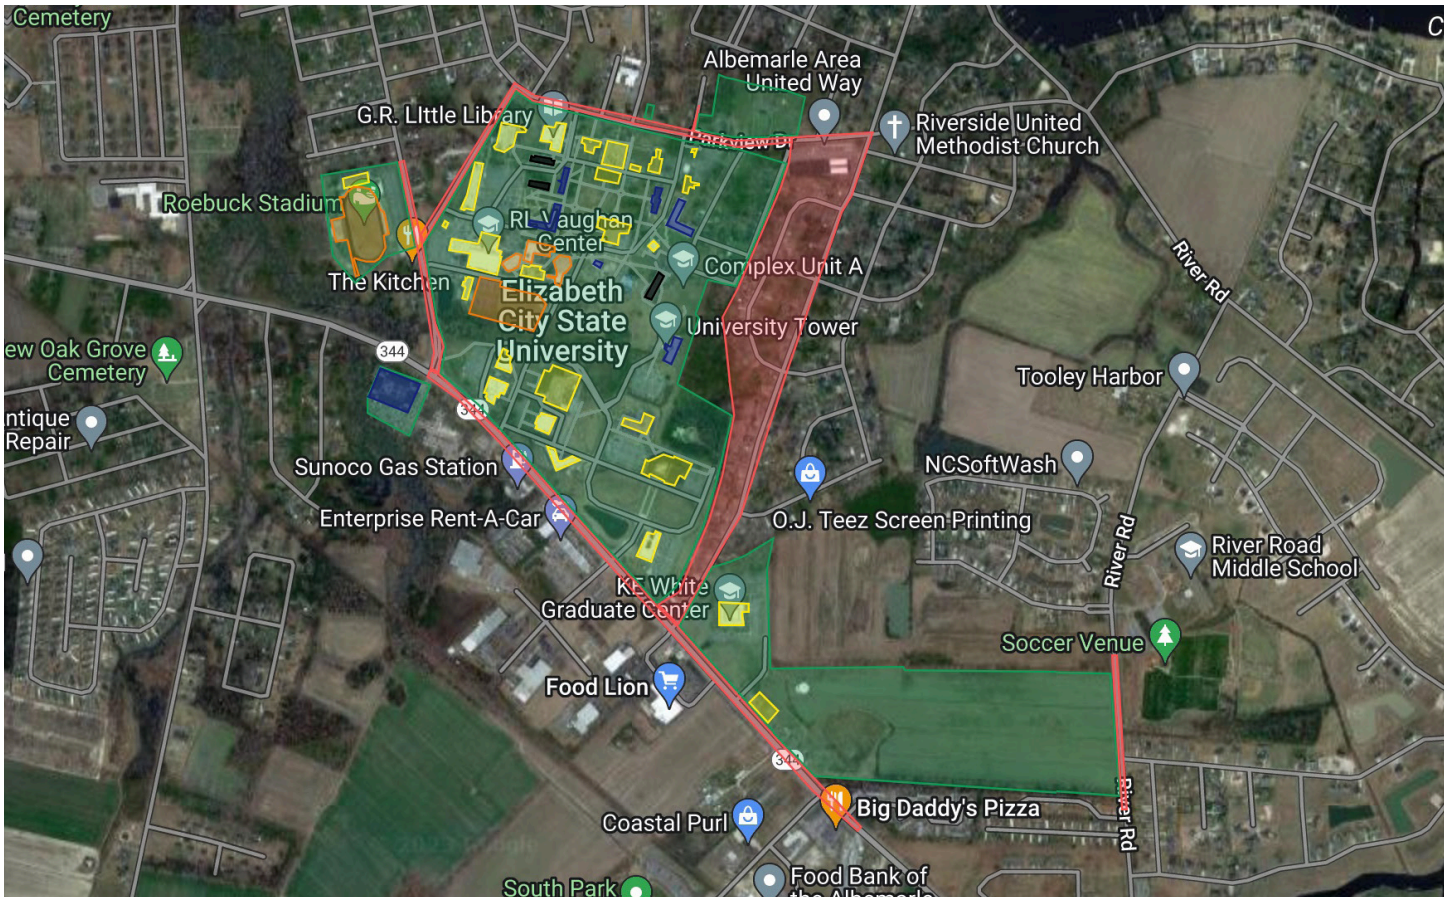 Cemetery
C
Albemarle Area
United Way
G.R. LIttle Library
Parkview D
Riverside United
Methodist Church
Roebuck Stadium
RL Vaughan
Center
The Kitchen
Complex Unit A
River Rd
Elizabeth
City State
University
University Tower
344
ew Oak Grove
Cemetery
Tooley Harbor
344
ntique
Repair
Sunoco Gas Station
NCSoftWash
Enterprise Rent-A-Car
O.J. Teez Screen Printing
River Rd
River Road
Middle School
KE White
Graduate Center
Soccer Venue
Food Lion
344
Big Daddy's Pizza
River Rd
Coastal Purl
Food Bank of
the Albemarle
South Park